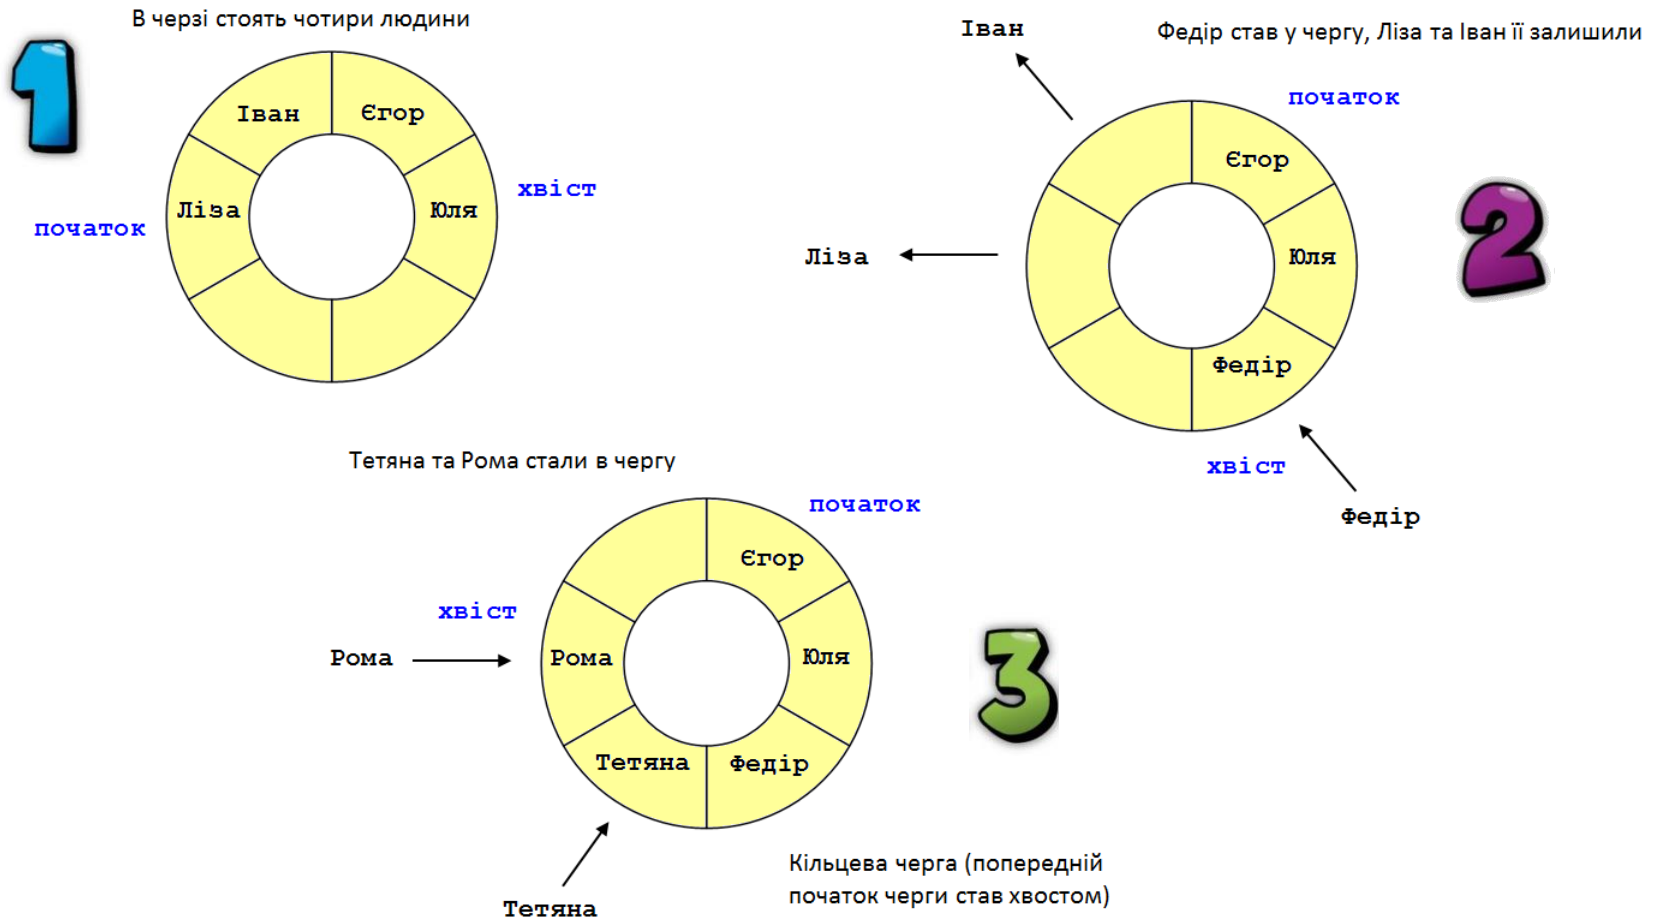 В черзі стоять чотири людини
1
Іван
Єгор
Ліза
Юля
початок
хвіст
Федір став у чергу, Ліза та Іван її залишили
2
Іван
Ліза
початок
Єгор
Юля
Федір
хвіст
Федір
Тетяна та Рома стали в чергу
3
початок
Єгор
хвіст
Рома
Рома
Юля
Тетяна
Федір
Тетяна
Кільцева черга (попередній
початок черги став хвостом)